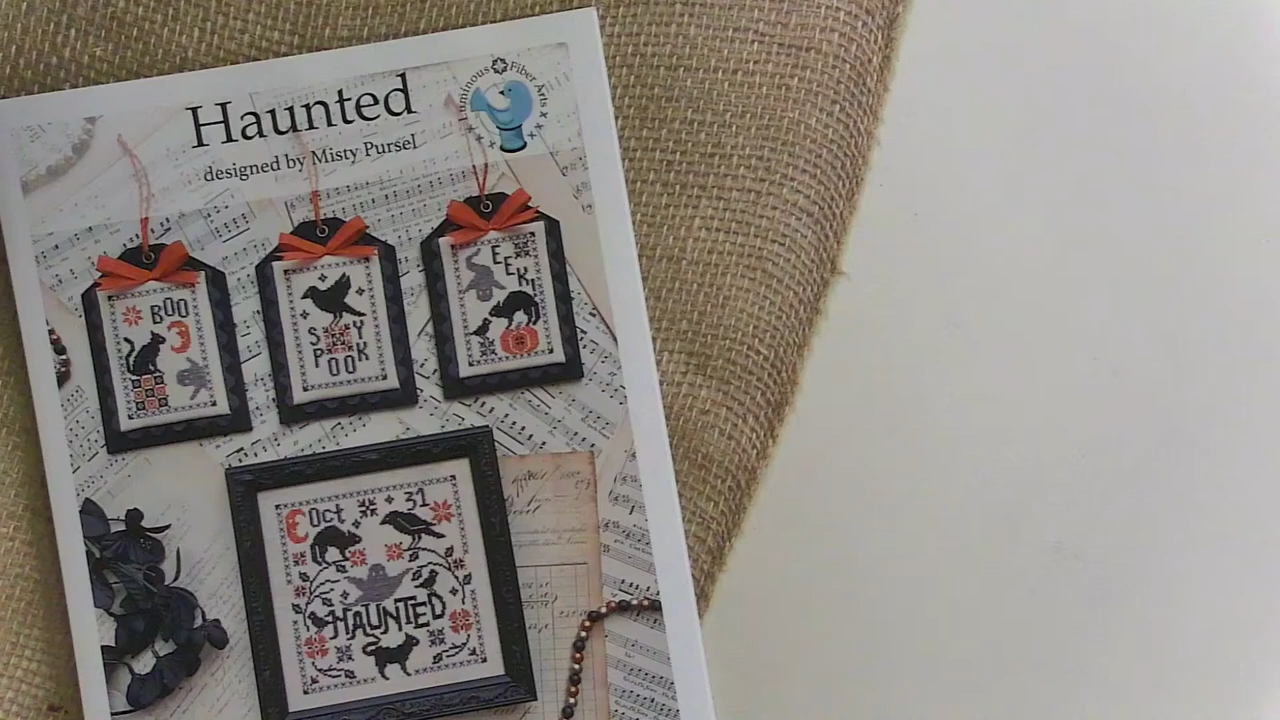 Haunted
designed by Misty Pursel
Luminous Fiber Arts
BOO
SPOOKY
EEK!
Oct 31
HAUNTED